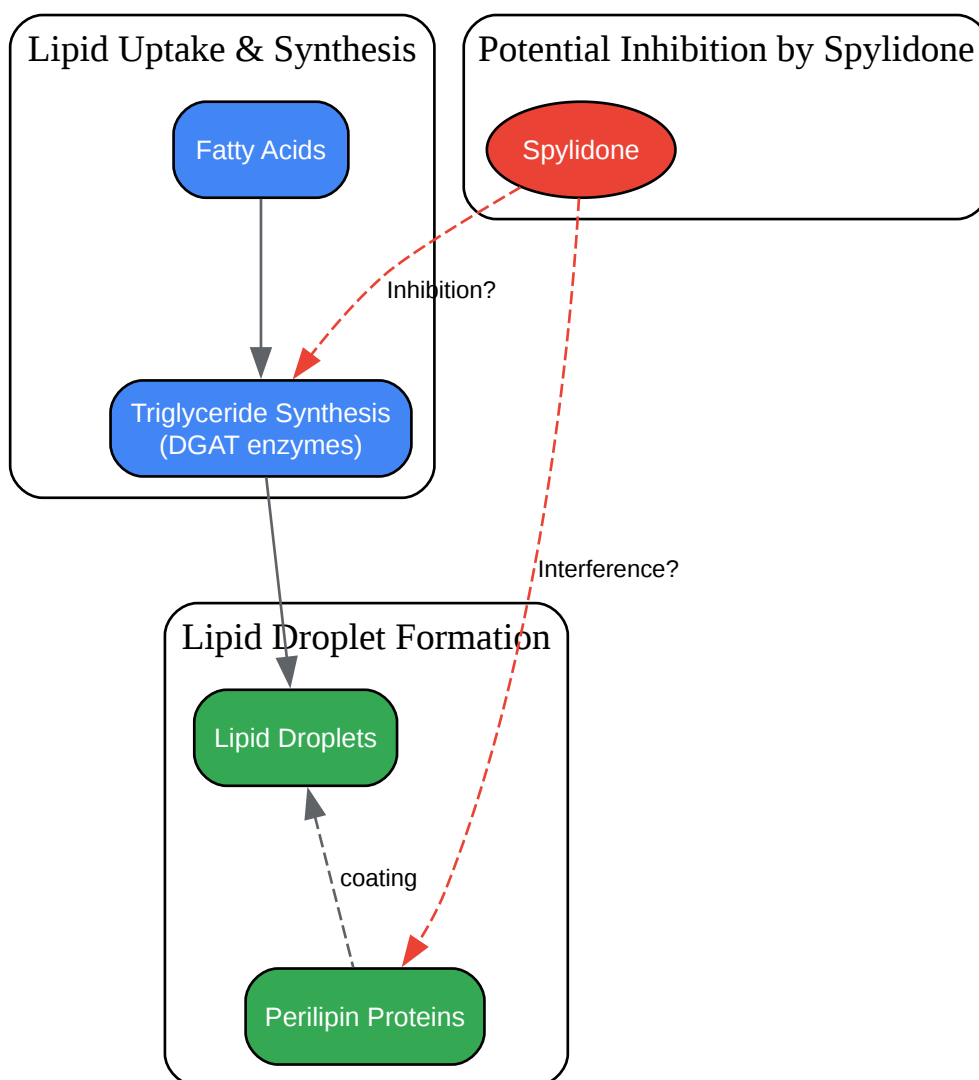 Lipid Uptake & Synthesis
Potential Inhibition by Spylidone
Fatty Acids
Spylidone
Inhibition?
Triglyceride Synthesis
(DGAT enzymes)
Interference?
Lipid Droplet Formation
Lipid Droplets
coating
Perilipin Proteins